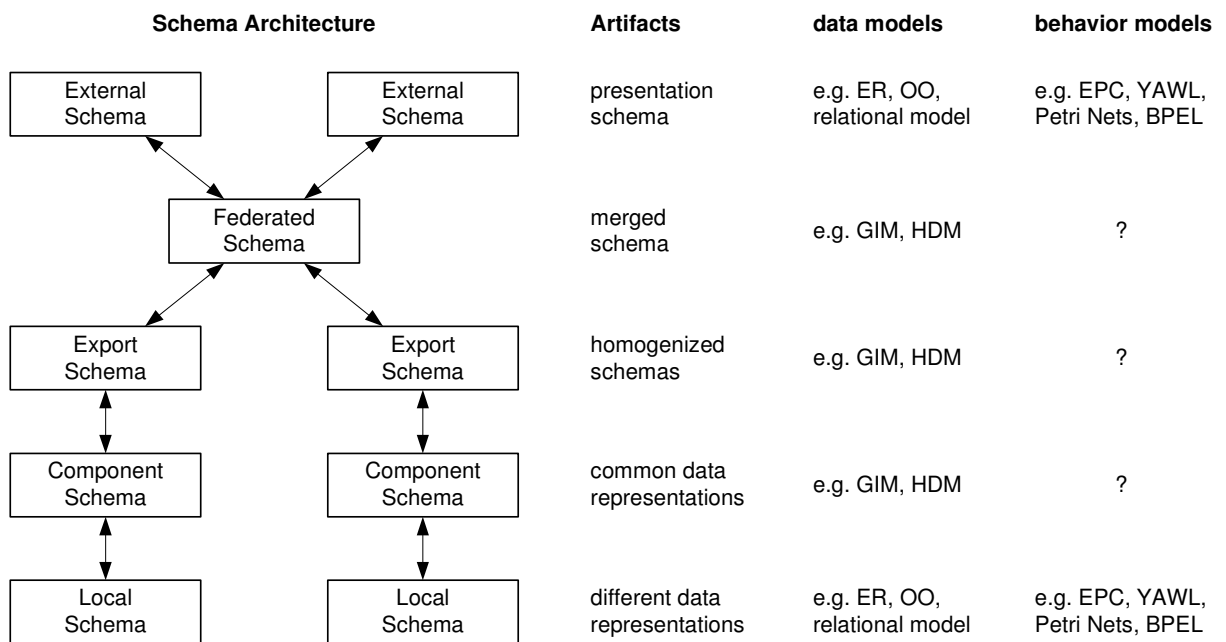 Schema Architecture Artifacts data models behavior models
External External presentation e.g. ER, OO, e.g. EPC, YAWL,
Schema Schema schema relational model Petri Nets, BPEL
Federated merged
Schema schema e.g. GIM, HDM ?
Export Export homogenized
Schema Schema schemas e.g. GIM, HDM ?
Component Component common data
Schema Schema representations e.g. GIM, HDM ?
Local Local different data e.g. ER, OO, e.g. EPC, YAWL,
Schema Schema representations relational model Petri Nets, BPEL